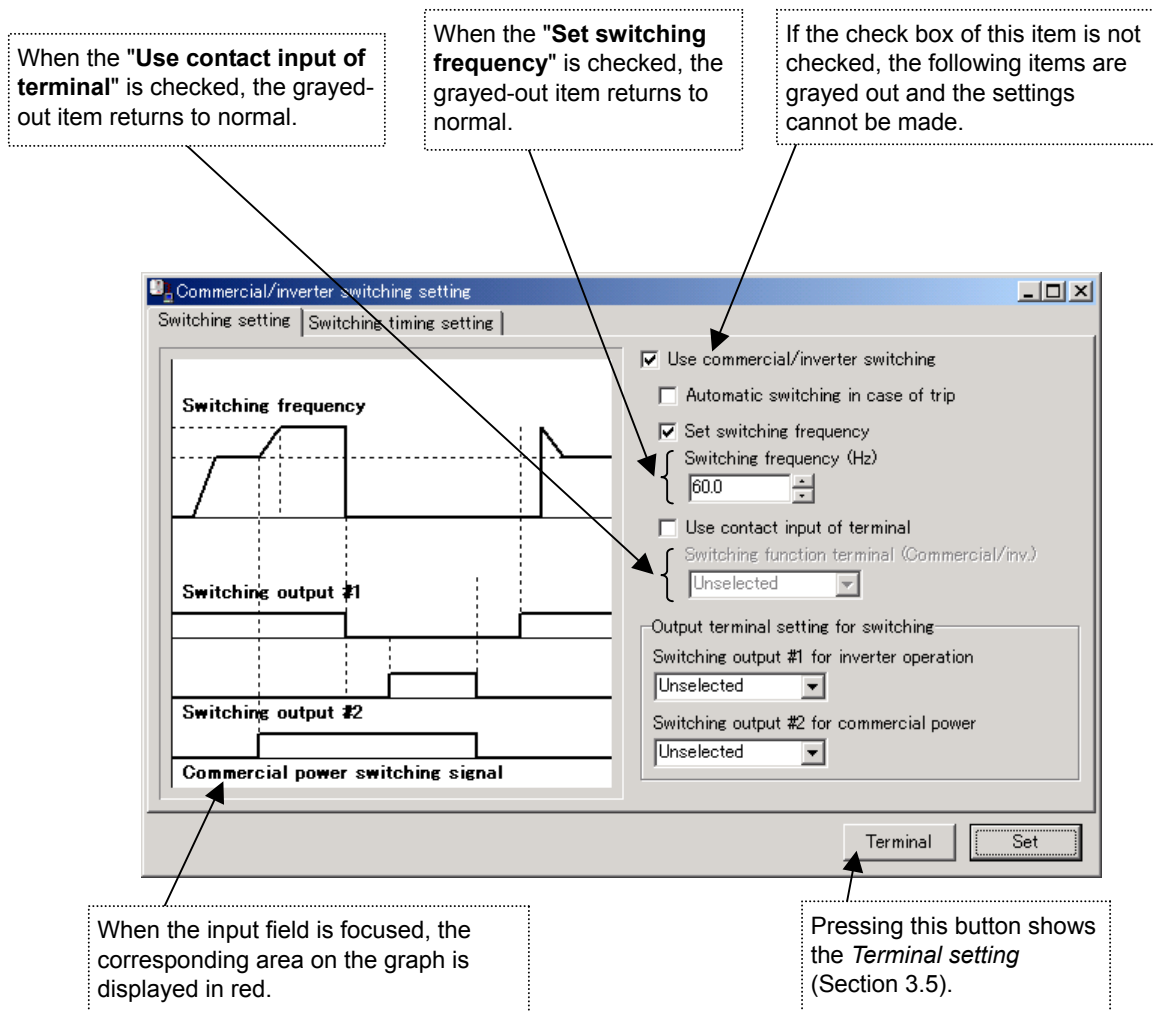 When the "Use contact input of
terminal" is checked, the grayed-
out item returns to normal.
When the "Set switching
frequency" is checked, the
grayed-out item returns to
normal.
If the check box of this item is not
checked, the following items are
grayed out and the settings
cannot be made.
Commercial/inverter switching setting
Switching setting
Switching timing setting
Switching frequency
Switching output #1
Switching output #2
Commercial power switching signal
Use commercial/inverter switching
Automatic switching in case of trip
Set switching frequency
Switching frequency (Hz)
60.0
Use contact input of terminal
Switching function terminal (Commercial/inv.)
Unselected
Output terminal setting for switching
Switching output #1 for inverter operation
Unselected
Switching output #2 for commercial power
Unselected
Terminal
Set
When the input field is focused, the
corresponding area on the graph is
displayed in red.
Pressing this button shows
the Terminal setting
(Section 3.5).